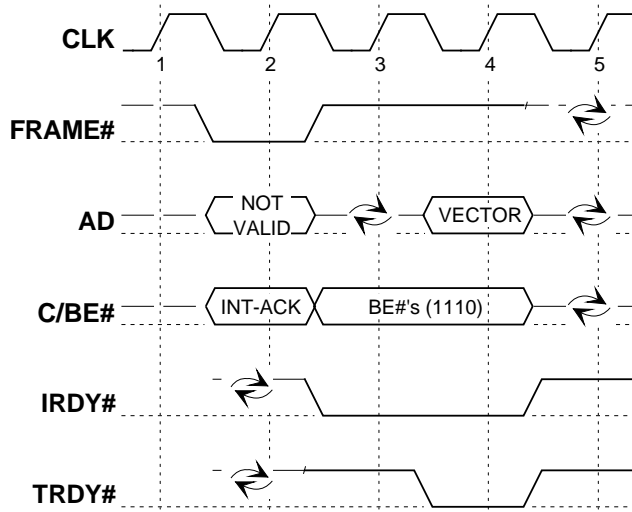 CLK
1 2 3 4 5
FRAME#
AD
NOT
VALID
VECTOR
C/BE#
INT-ACK
BE#'s (1110)
IRDY#
TRDY#